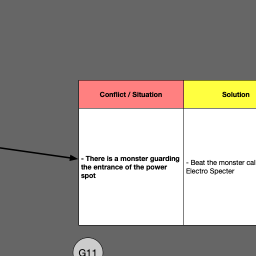 Conflict / Situation
Solution
- There is a monster guarding
the entrance of the power
spot
- Beat the monster cal
Electro Specter
G11